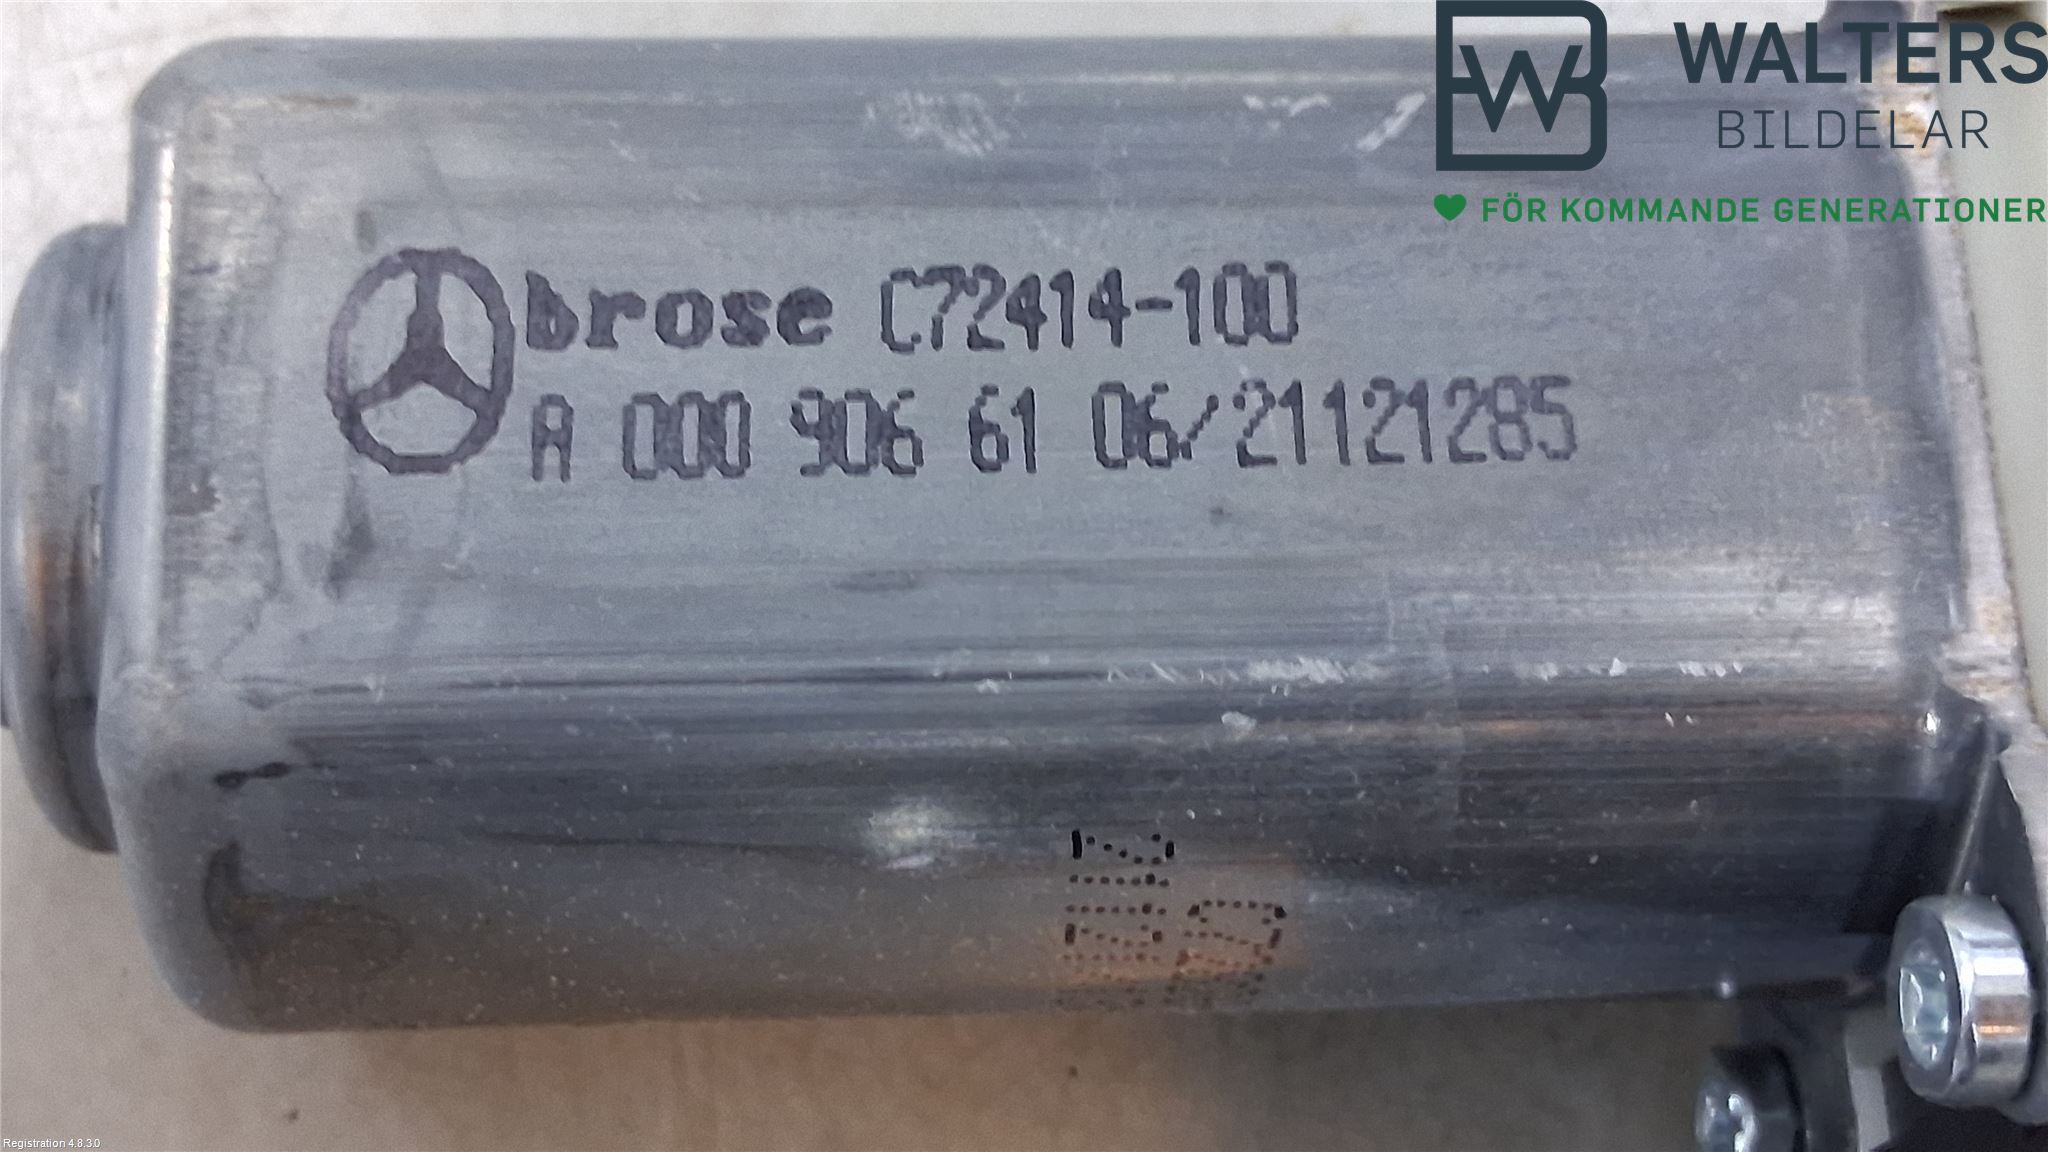 WALTERS
BILDELAR
FÖR KOMMANDE GENERATIONER
brose C72414-100
A 000 906 61 06/21121285
Registration 4.8.3.0